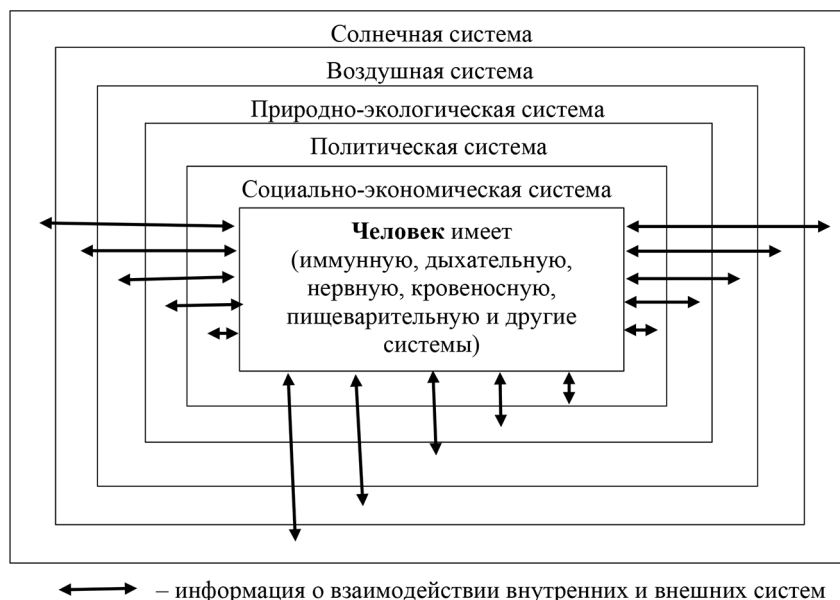 Солнечная система
Воздушная система
Природно-экологическая система
Политическая система
Социально-экономическая система
Человек имеет
(иммунную, дыхательную,
нервную, кровеносную,
пищеварительную и другие
системы)
– информация о взаимодействии внутренних и внешних систем